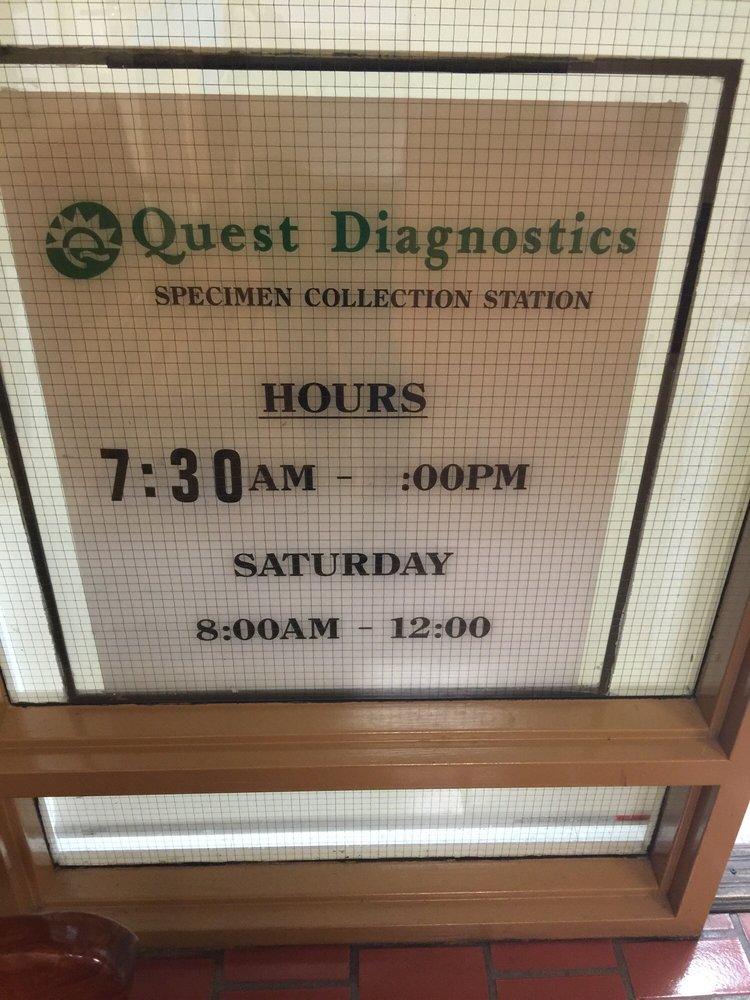 Quest Diagnostics
SPECIMEN COLLECTION STATION
HOURS
7:30AM - :00PM
SATURDAY
8:00AM - 12:00